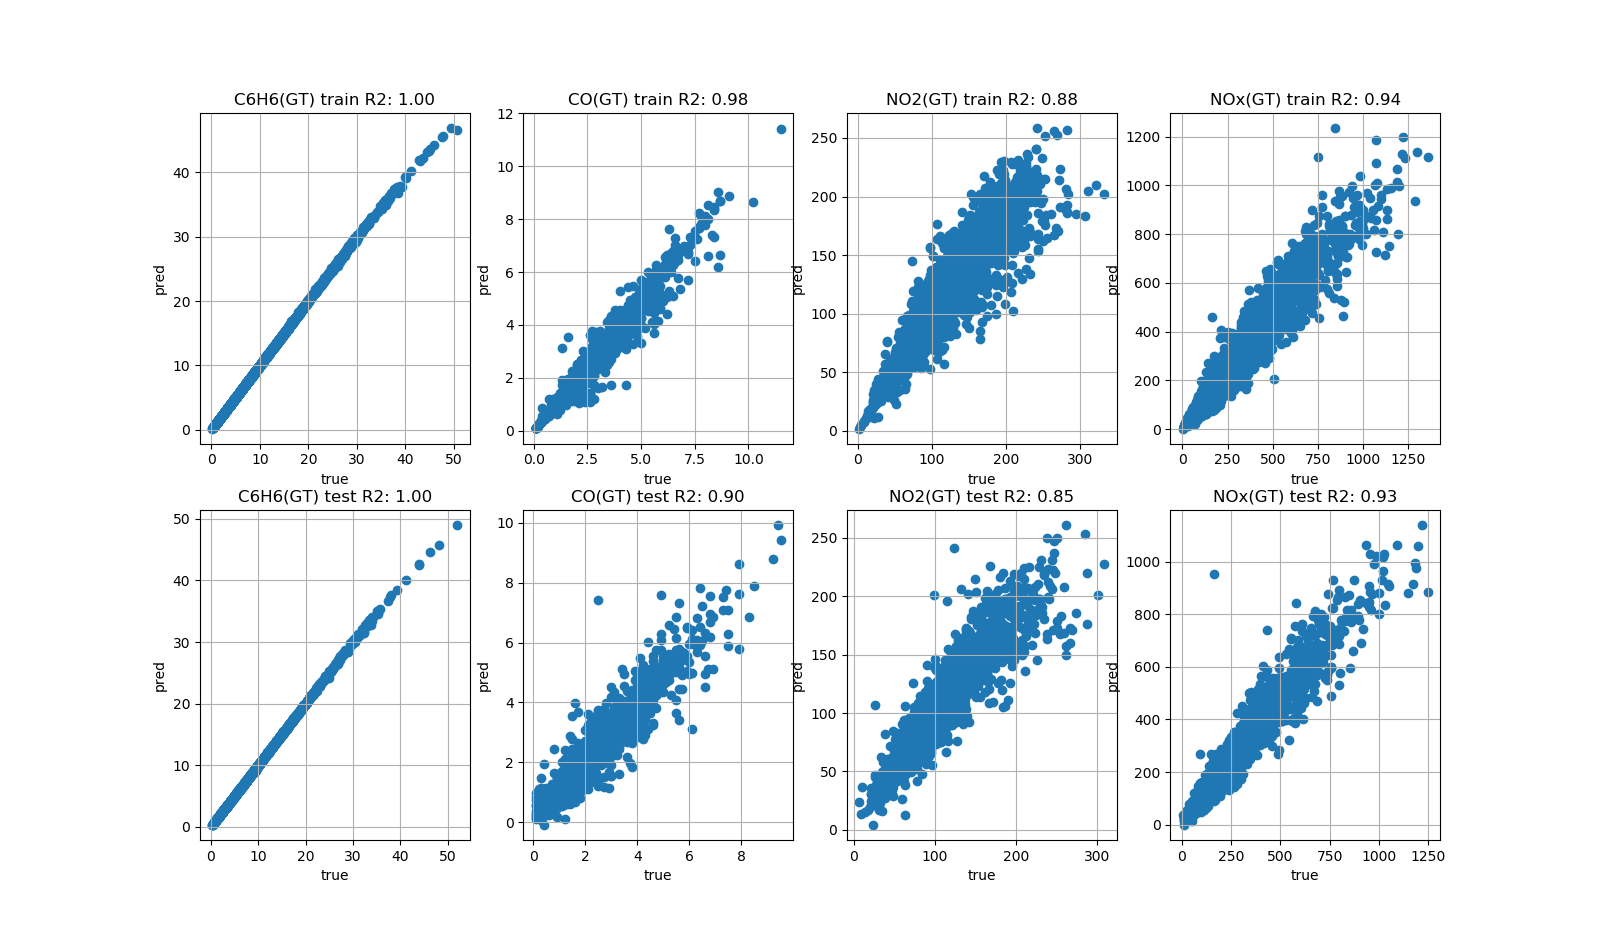 C6H6(GT) train R2: 1.00
CO(GT) train R2: 0.98
NO2(GT) train R2: 0.88
NOx(GT) train R2: 0.94
pred
40
30
20
10
0
0 10 20 30 40 50
true
pred
12
10
8
6
4
2
0
0.0 2.5 5.0 7.5 10.0
true
pred
250
200
150
100
50
0
0 100 200 300
true
pred
1200
1000
800
600
400
200
0
0 250 500 750 1000 1250
true
C6H6(GT) test R2: 1.00
CO(GT) test R2: 0.90
NO2(GT) test R2: 0.85
NOx(GT) test R2: 0.93
pred
50
40
30
20
10
0
0 10 20 30 40 50
true
pred
10
8
6
4
2
0
0 2 4 6 8
true
pred
250
200
150
100
50
0
0 100 200 300
true
pred
1000
800
600
400
200
0
0 250 500 750 1000 1250
true